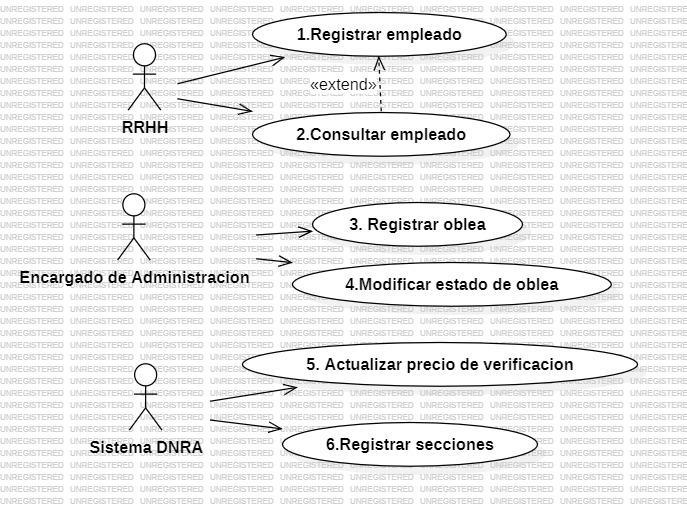 1.Registrar empleado
«extend»
RRHH
2.Consultar empleado
3. Registrar oblea
Encargado de Administracion
4.Modificar estado de oblea
5. Actualizar precio de verificacion
Sistema DNRA
6.Registrar secciones
UNREGISTERED